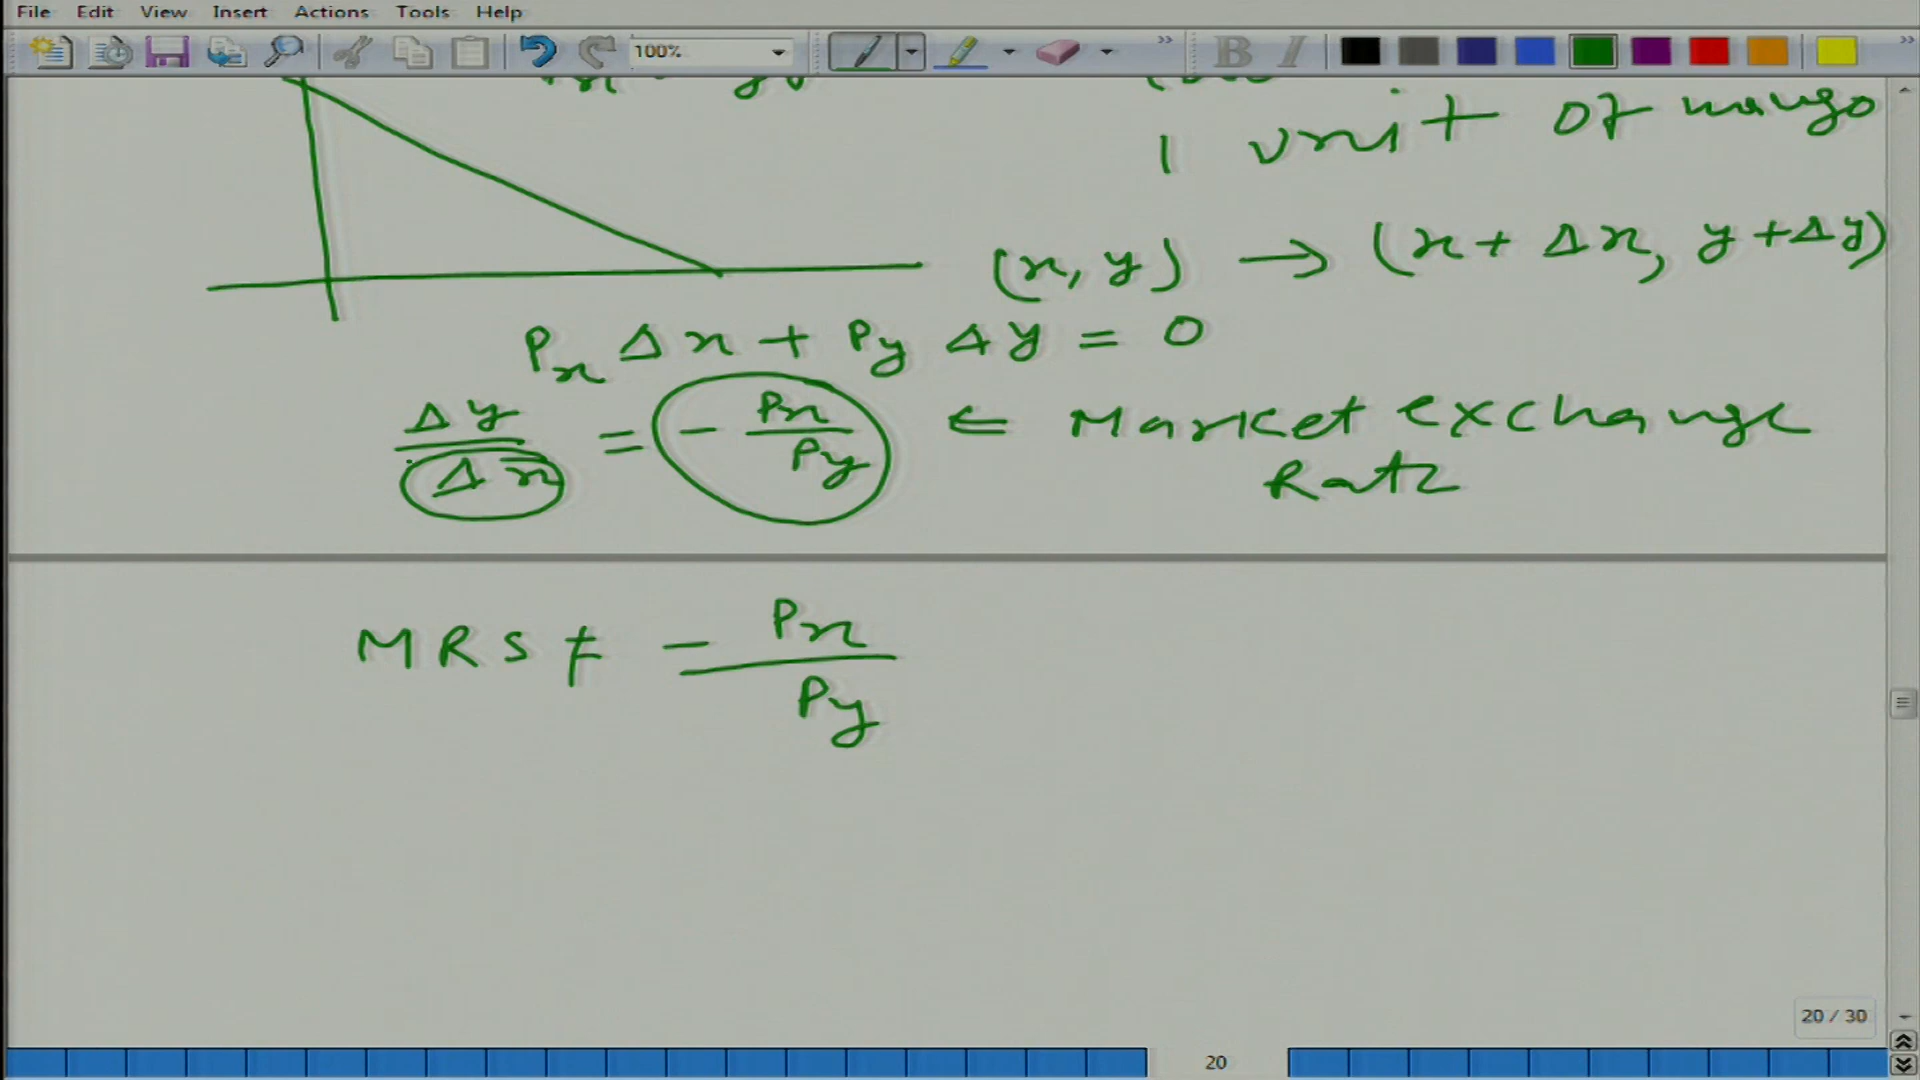 File Edit View Insert Actions Tools Help
100%
B I
1 unit of mango
(x, y) → (x + Δx, y + Δy)
Px Δx + Py Δy = 0
Δy/Δx = - Px/Py ⇐ Market exchange
Rate
MRS ≠ - Px/Py
20 / 30
20